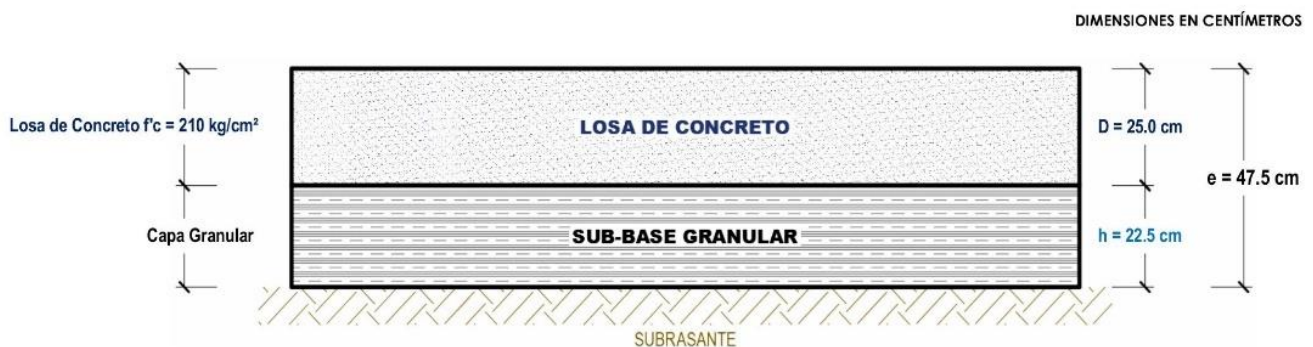 DIMENSIONES EN CENTÍMETROS
Losa de Concreto f'c = 210 kg/cm²
LOSA DE CONCRETO
D = 25.0 cm
e = 47.5 cm
Capa Granular
SUB-BASE GRANULAR
h = 22.5 cm
SUBRASANTE